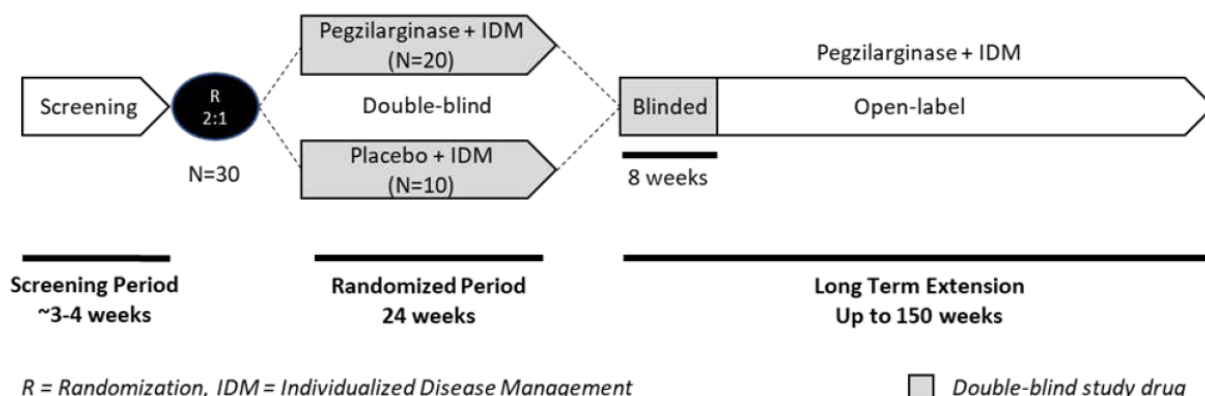 Pegzilarginase + IDM
(N=20)
Pegzilarginase + IDM
Screening
R
2:1
Double-blind
Blinded
Open-label
N=30
Placebo + IDM
(N=10)
8 weeks
Screening Period
~3-4 weeks
Randomized Period
24 weeks
Long Term Extension
Up to 150 weeks
R = Randomization, IDM = Individualized Disease Management
Double-blind study drug